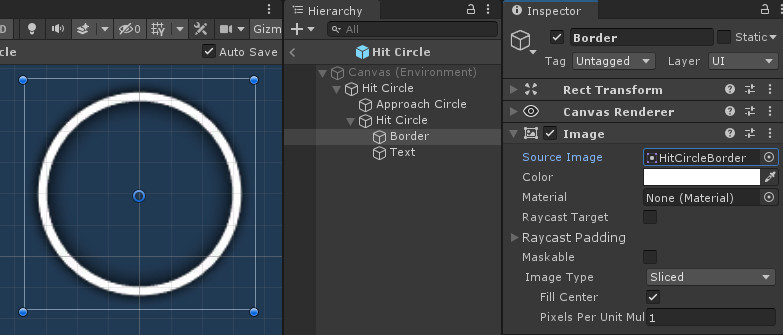 D
0
Gizm
cle
Auto Save
Hierarchy
All
Hit Circle
Canvas (Environment)
Hit Circle
Approach Circle
Hit Circle
Border
Text
Inspector
Border
Static
Tag Untagged Layer UI
Rect Transform
Canvas Renderer
Image
Source Image HitCircleBorder
Color
Material None (Material)
Raycast Target
Raycast Padding
Maskable
Image Type Sliced
Fill Center
Pixels Per Unit Mul 1